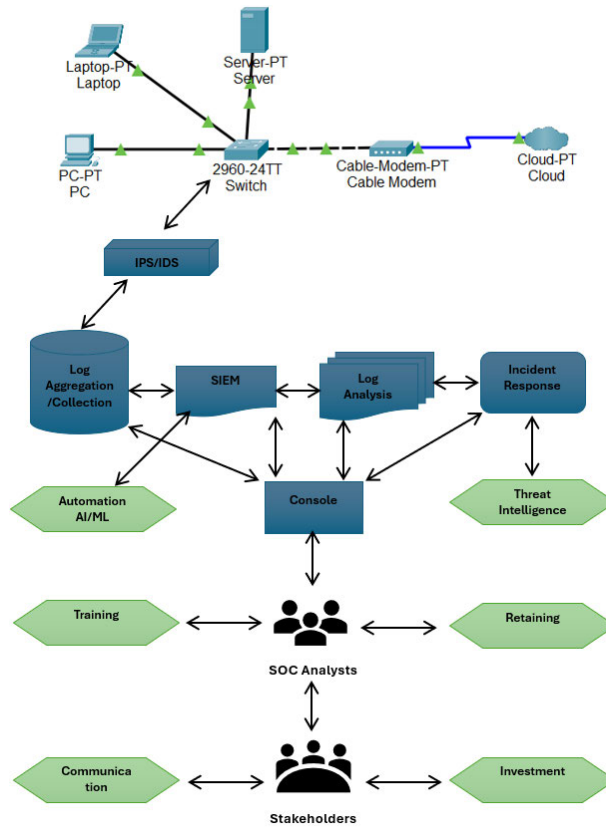 Laptop-PT
Laptop
Server-PT
Server
PC-PT
PC
2960-24TT
Switch
Cable-Modem-PT
Cable Modem
Cloud-PT
Cloud
IPS/IDS
Log
Aggregation
/Collection
SIEM
Log
Analysis
Incident
Response
Automation
AI/ML
Console
Threat
Intelligence
Training
Retaining
SOC Analysts
Communica
tion
Investment
Stakeholders